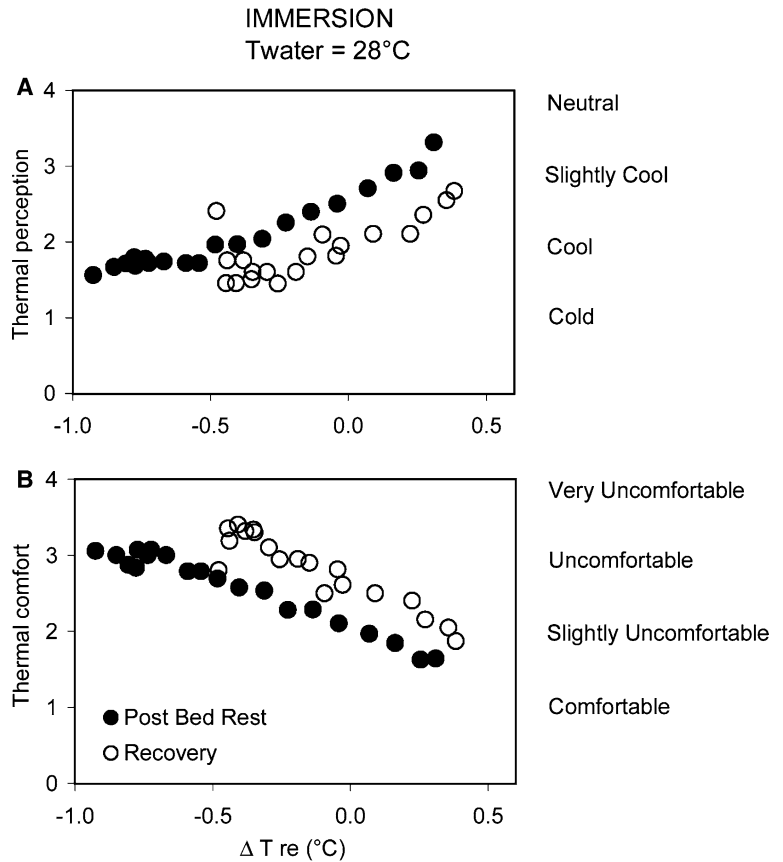 IMMERSION
Twater = 28°C
A
4
3
2
1
0
Thermal perception
-1.0
-0.5
0.0
0.5
Neutral
Slightly Cool
Cool
Cold
B
4
3
2
1
0
Thermal comfort
Post Bed Rest
Recovery
-1.0
-0.5
0.0
0.5
Δ T re (°C)
Very Uncomfortable
Uncomfortable
Slightly Uncomfortable
Comfortable